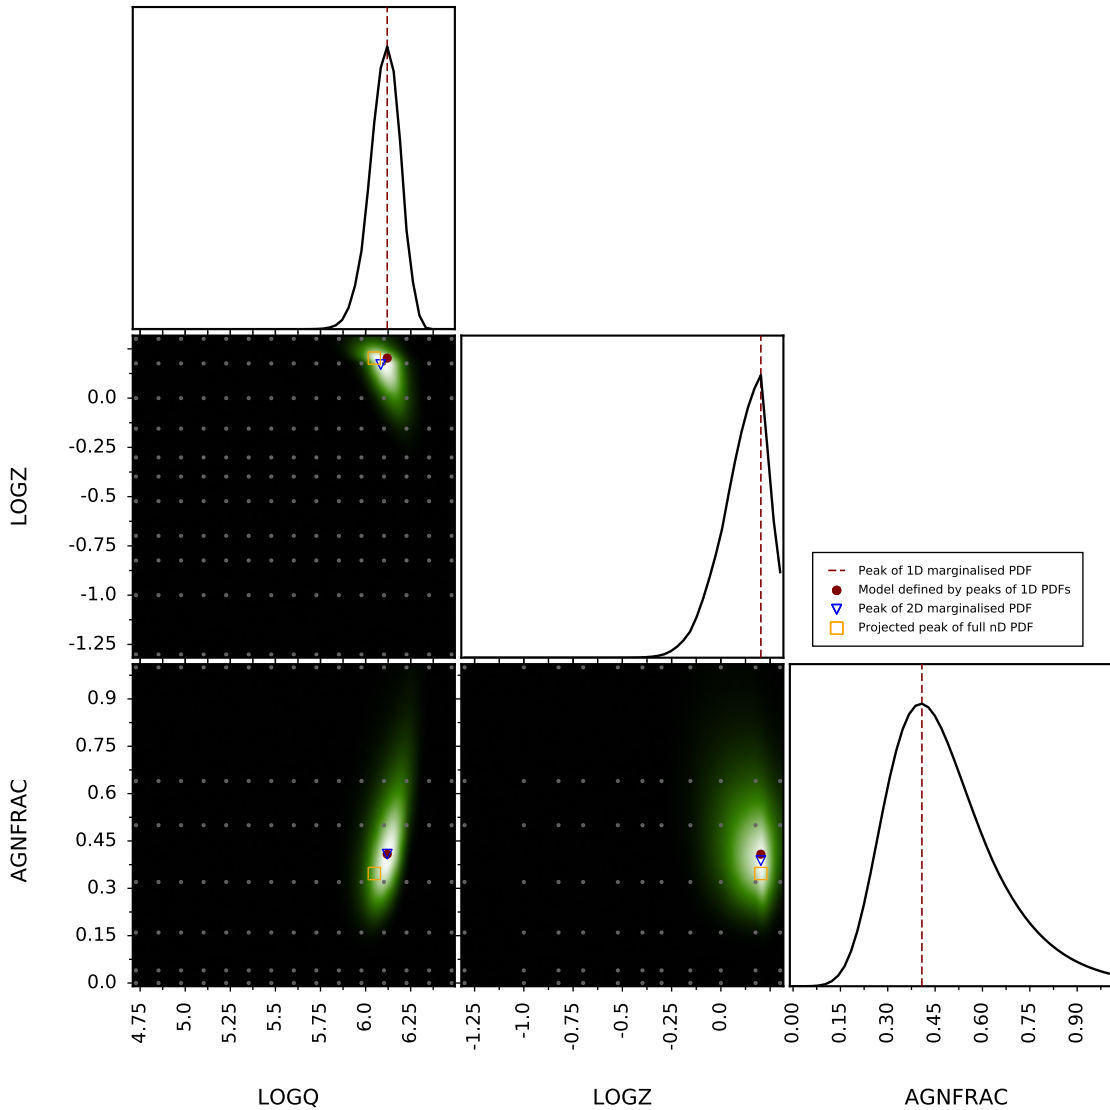 LOGZ
0.0
-0.25
-0.5
-0.75
-1.0
-1.25
Peak of 1D marginalised PDF
Model defined by peaks of 1D PDFs
Peak of 2D marginalised PDF
Projected peak of full nD PDF
AGNFRAC
0.9
0.75
0.6
0.45
0.3
0.15
0.0
4.75 5.0 5.25 5.5 5.75 6.0 6.25
-1.25 -1.0 -0.75 -0.5 -0.25 0.0
0.00 0.15 0.30 0.45 0.60 0.75 0.90
LOGQ LOGZ AGNFRAC